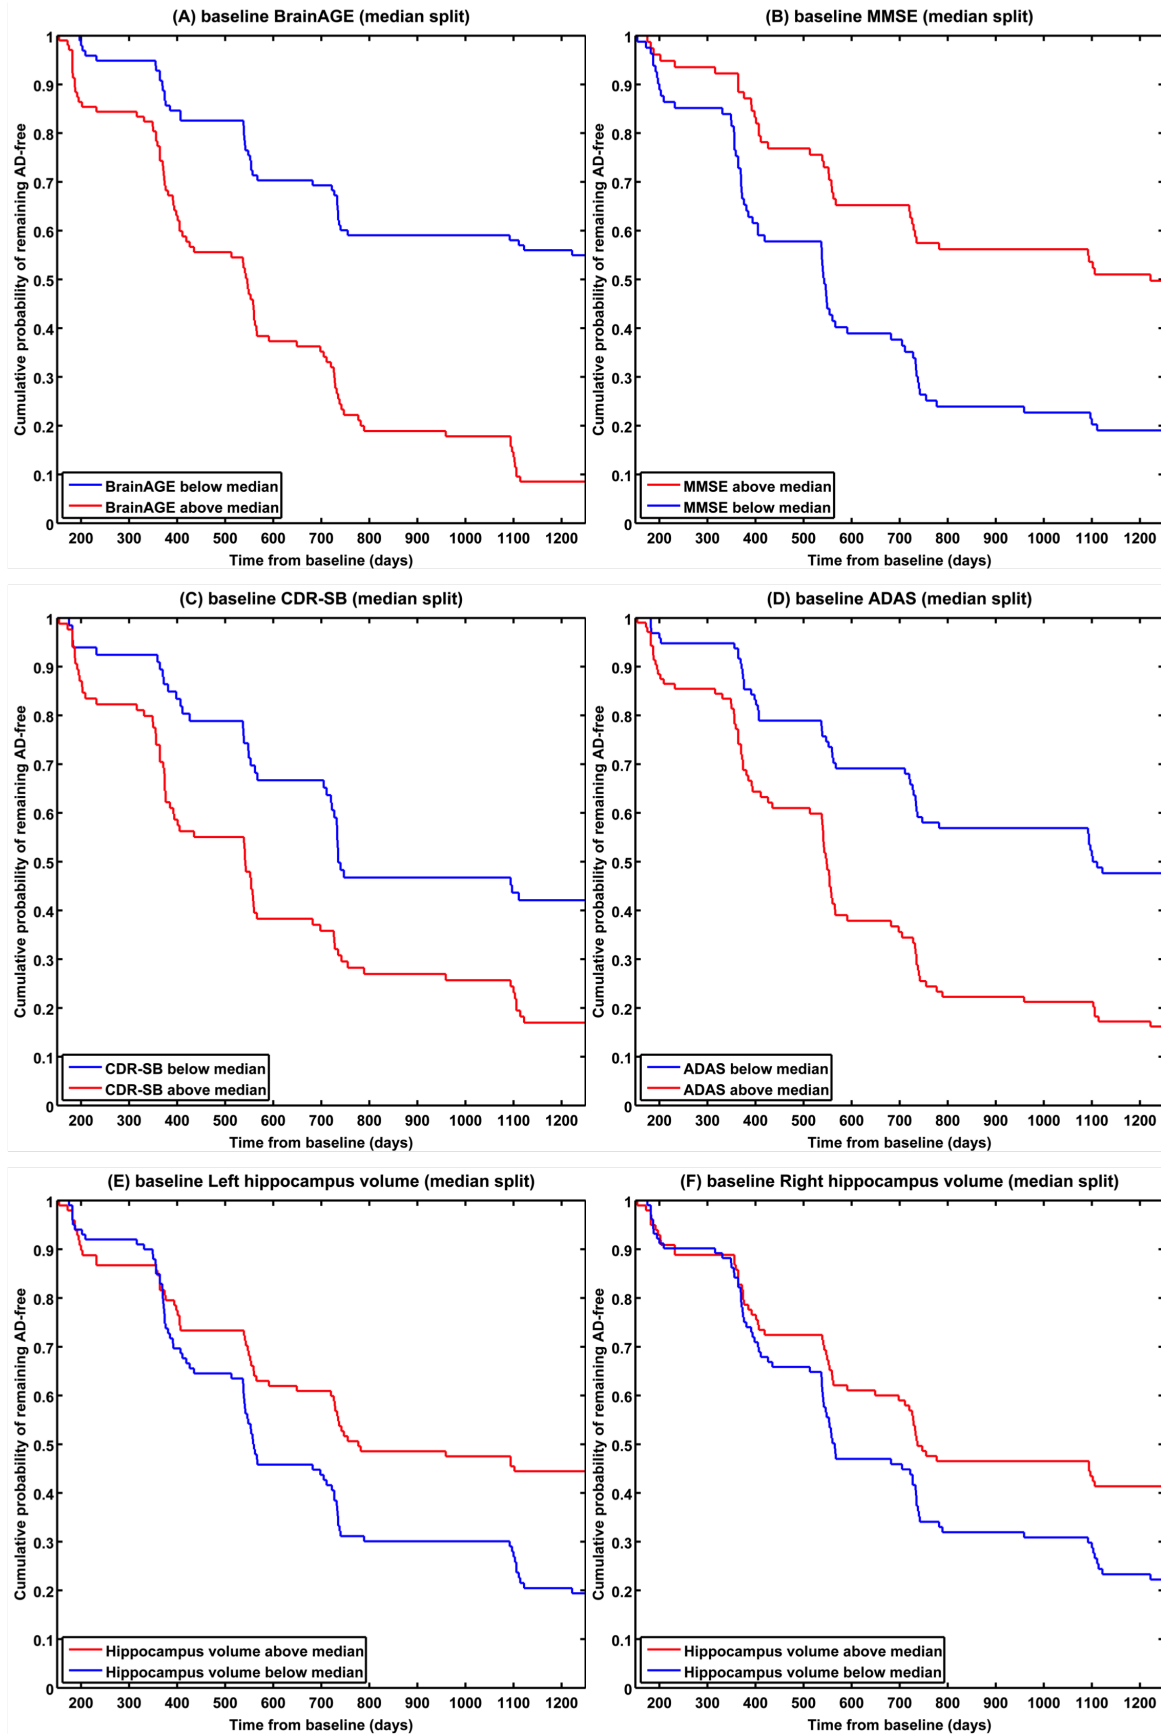 (A) baseline BrainAGE (median split)
Cumulative probability of remaining AD-free
1
0.9
0.8
0.7
0.6
0.5
0.4
0.3
0.2
0.1
0
BrainAGE below median
BrainAGE above median
200 300 400 500 600 700 800 900 1000 1100 1200
Time from baseline (days)
(B) baseline MMSE (median split)
Cumulative probability of remaining AD-free
1
0.9
0.8
0.7
0.6
0.5
0.4
0.3
0.2
0.1
0
MMSE above median
MMSE below median
200 300 400 500 600 700 800 900 1000 1100 1200
Time from baseline (days)
(C) baseline CDR-SB (median split)
Cumulative probability of remaining AD-free
1
0.9
0.8
0.7
0.6
0.5
0.4
0.3
0.2
0.1
0
CDR-SB below median
CDR-SB above median
200 300 400 500 600 700 800 900 1000 1100 1200
Time from baseline (days)
(D) baseline ADAS (median split)
Cumulative probability of remaining AD-free
1
0.9
0.8
0.7
0.6
0.5
0.4
0.3
0.2
0.1
0
ADAS below median
ADAS above median
200 300 400 500 600 700 800 900 1000 1100 1200
Time from baseline (days)
(E) baseline Left hippocampus volume (median split)
Cumulative probability of remaining AD-free
1
0.9
0.8
0.7
0.6
0.5
0.4
0.3
0.2
0.1
0
Hippocampus volume above median
Hippocampus volume below median
200 300 400 500 600 700 800 900 1000 1100 1200
Time from baseline (days)
(F) baseline Right hippocampus volume (median split)
Cumulative probability of remaining AD-free
1
0.9
0.8
0.7
0.6
0.5
0.4
0.3
0.2
0.1
0
Hippocampus volume above median
Hippocampus volume below median
200 300 400 500 600 700 800 900 1000 1100 1200
Time from baseline (days)